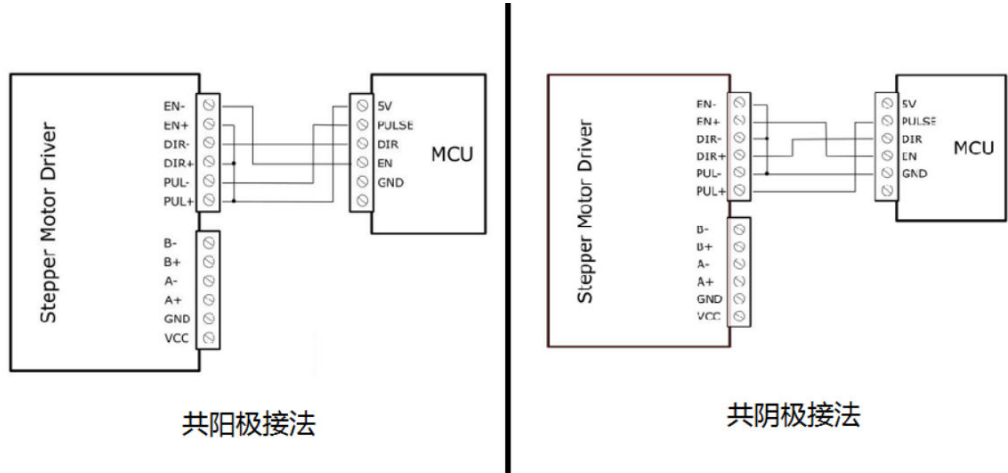 Stepper Motor Driver
EN-
EN+
DIR-
DIR+
PUL-
PUL+
B-
B+
A-
A+
GND
VCC
5V
PULSE
DIR
EN
GND
MCU
共阳极接法
Stepper Motor Driver
EN-
EN+
DIR-
DIR+
PUL-
PUL+
B-
B+
A-
A+
GND
VCC
5V
PULSE
DIR
EN
GND
MCU
共阴极接法